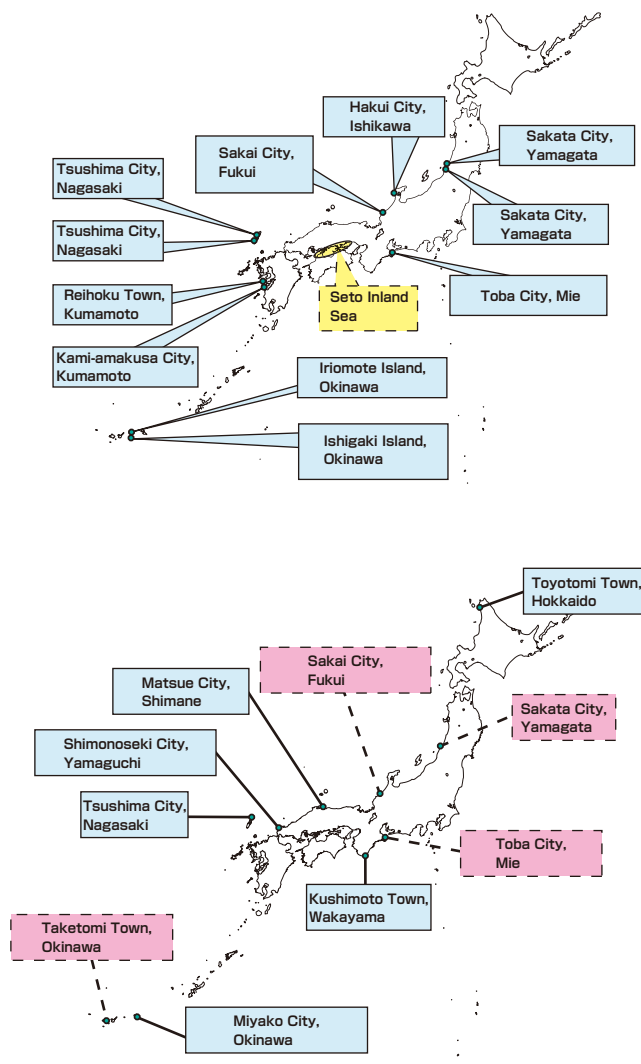 Hakui City,
Ishikawa
Sakai City,
Fukui
Sakata City,
Yamagata
Tsushima City,
Nagasaki
Sakata City,
Yamagata
Tsushima City,
Nagasaki
Reihoku Town,
Kumamoto
Seto Inland
Sea
Toba City, Mie
Kami-amakusa City,
Kumamoto
Iriomote Island,
Okinawa
Ishigaki Island,
Okinawa
Toyotomi Town,
Hokkaido
Sakai City,
Fukui
Matsue City,
Shimane
Sakata City,
Yamagata
Shimonoseki City,
Yamaguchi
Tsushima City,
Nagasaki
Toba City,
Mie
Kushimoto Town,
Wakayama
Taketomi Town,
Okinawa
Miyako City,
Okinawa